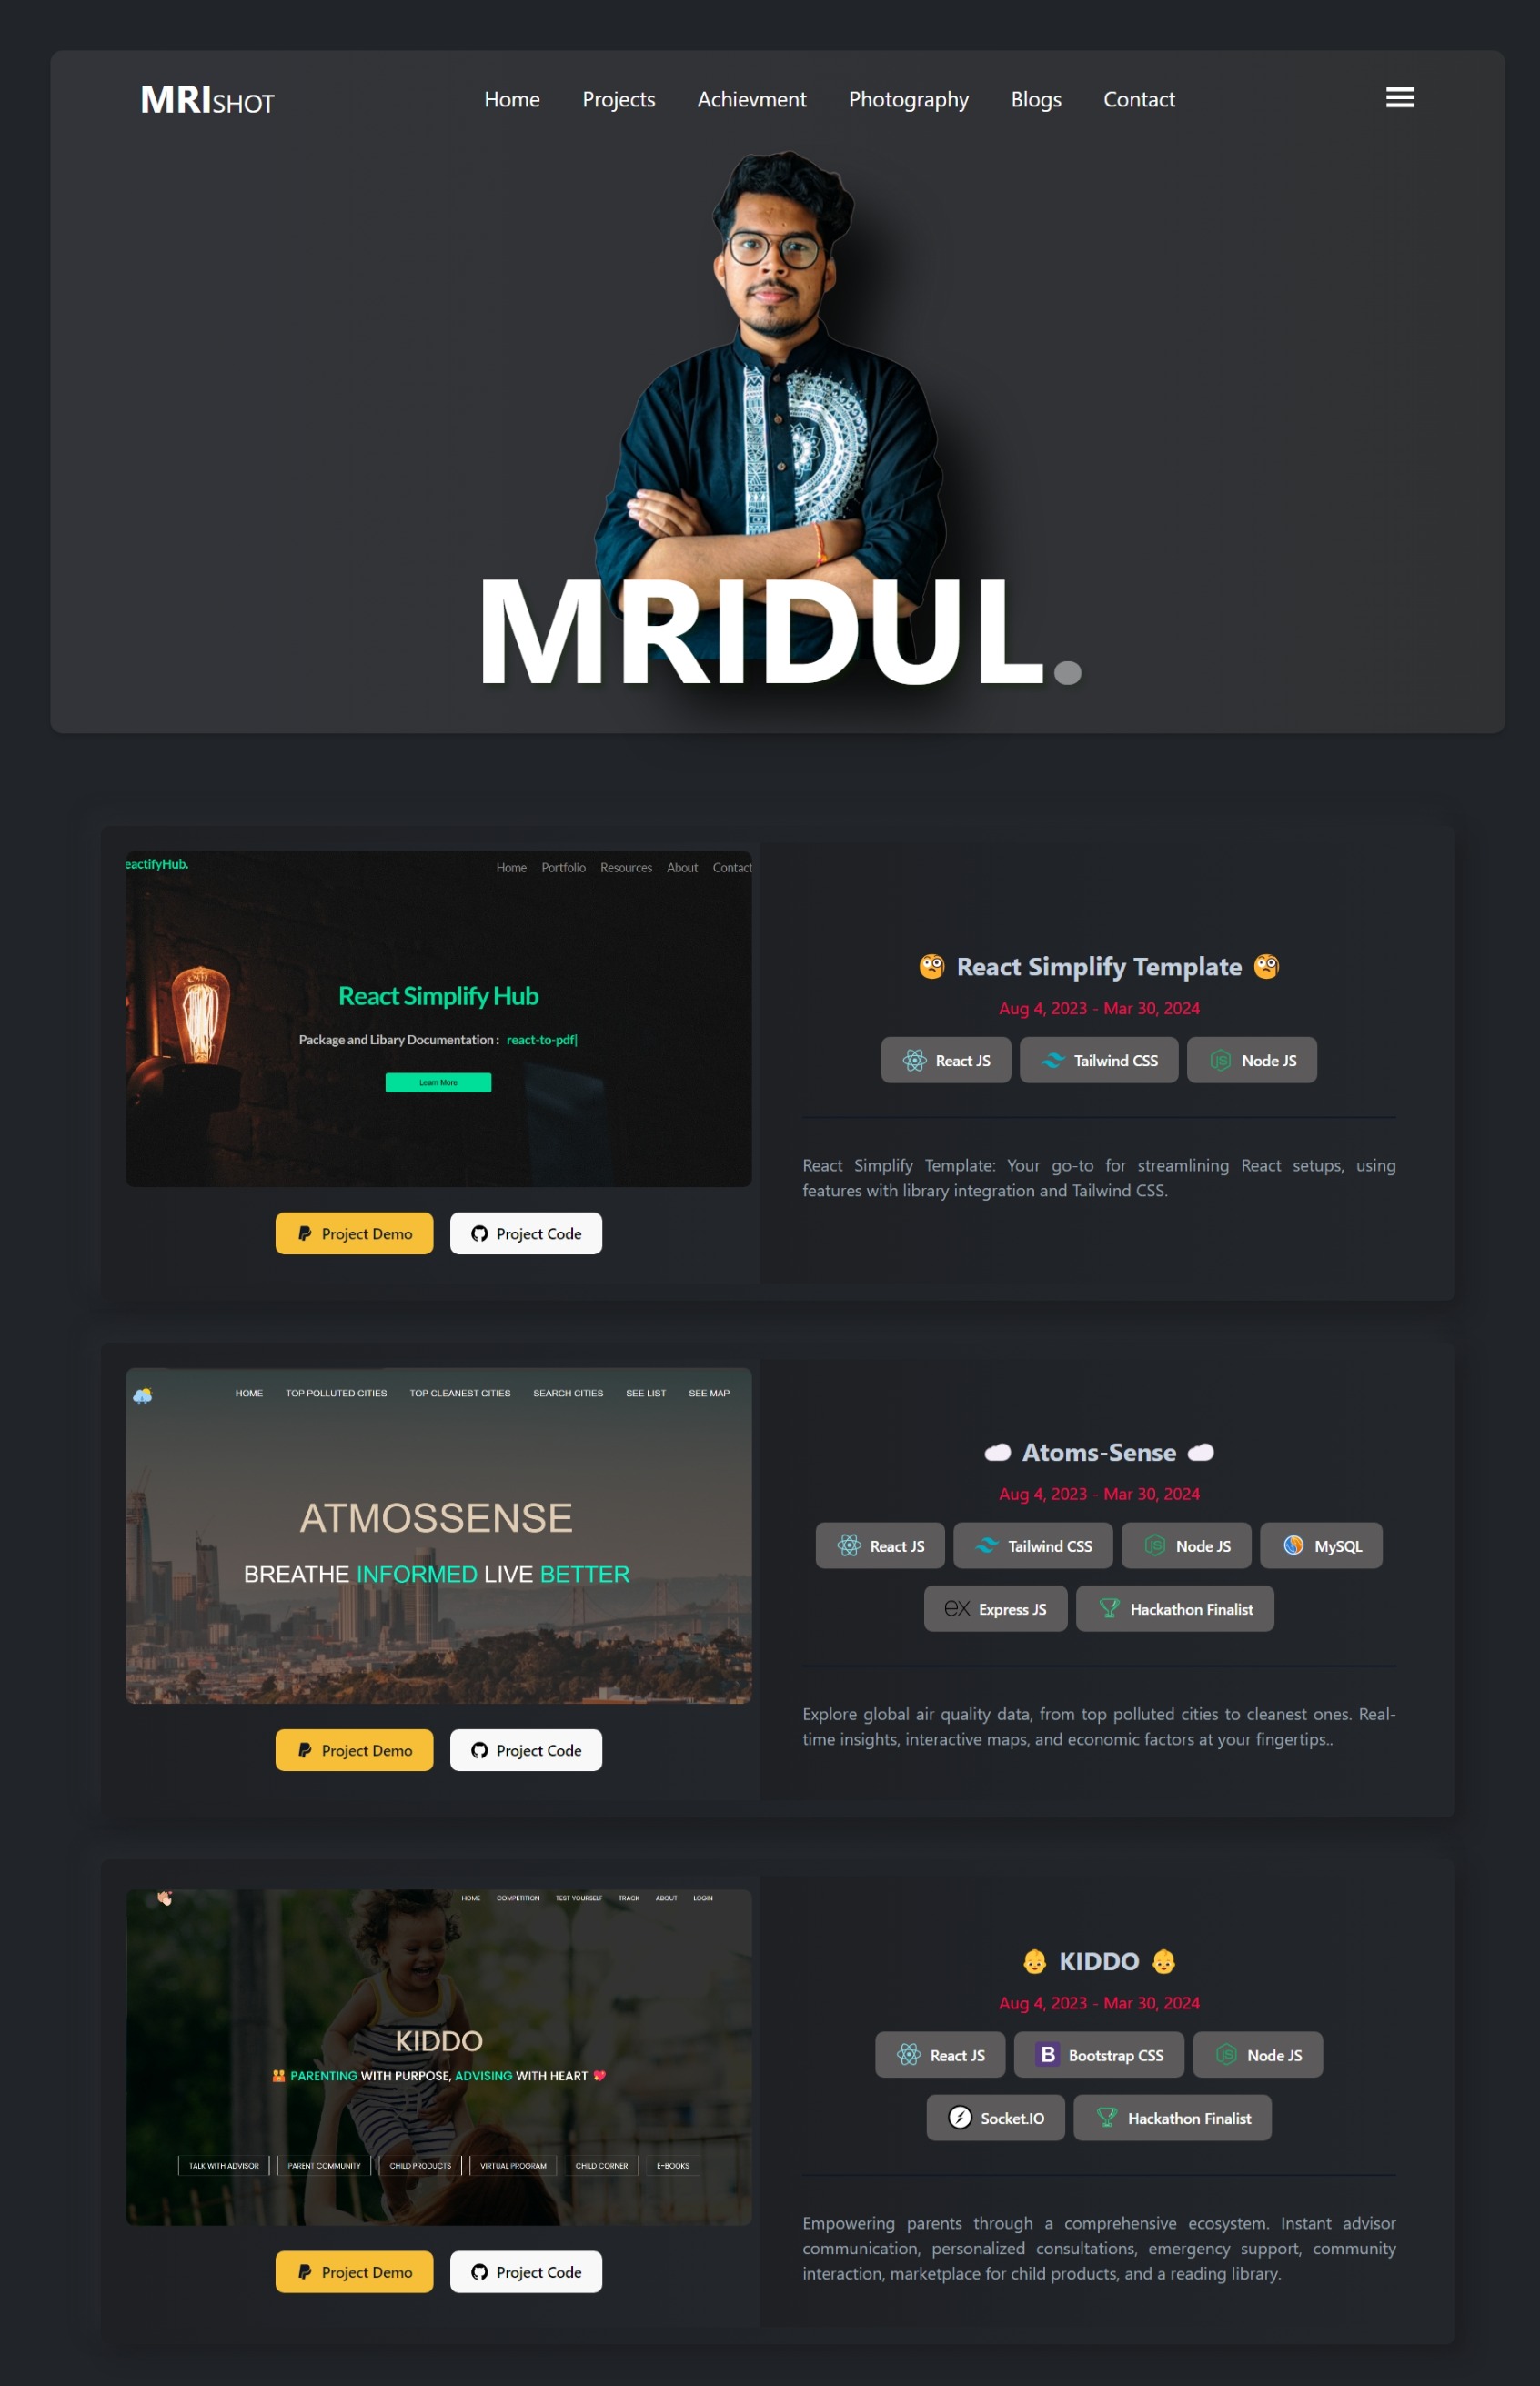 MRISHOT
Home Projects Achievment Photography Blogs Contact
MRIDUL.
eactifyHub.
Home Portfolio Resources About Contact
React Simplify Hub
Package and Libary Documentation : react-to-pdf|
Learn More
Project Demo Project Code
🧐 React Simplify Template 🧐
Aug 4, 2023 - Mar 30, 2024
React JS Tailwind CSS Node JS
React Simplify Template: Your go-to for streamlining React setups, using
features with library integration and Tailwind CSS.
HOME TOP POLLUTED CITIES TOP CLEANEST CITIES SEARCH CITIES SEE LIST SEE MAP
ATMOSSENSE
BREATHE INFORMED LIVE BETTER
Project Demo Project Code
☁️ Atoms-Sense ☁️
Aug 4, 2023 - Mar 30, 2024
React JS Tailwind CSS Node JS MySQL
ex Express JS Hackathon Finalist
Explore global air quality data, from top polluted cities to cleanest ones. Real-
time insights, interactive maps, and economic factors at your fingertips..
HOME COMPETITION TEST YOURSELF TRACK ABOUT LOGIN
KIDDO
PARENTING WITH PURPOSE, ADVISING WITH HEART 💖
TALK WITH ADVISOR PARENT COMMUNITY CHILD PRODUCTS VIRTUAL PROGRAM CHILD CORNER E-BOOKS
Project Demo Project Code
👶 KIDDO 👶
Aug 4, 2023 - Mar 30, 2024
React JS B Bootstrap CSS Node JS
Socket.IO Hackathon Finalist
Empowering parents through a comprehensive ecosystem. Instant advisor
communication, personalized consultations, emergency support, community
interaction, marketplace for child products, and a reading library.